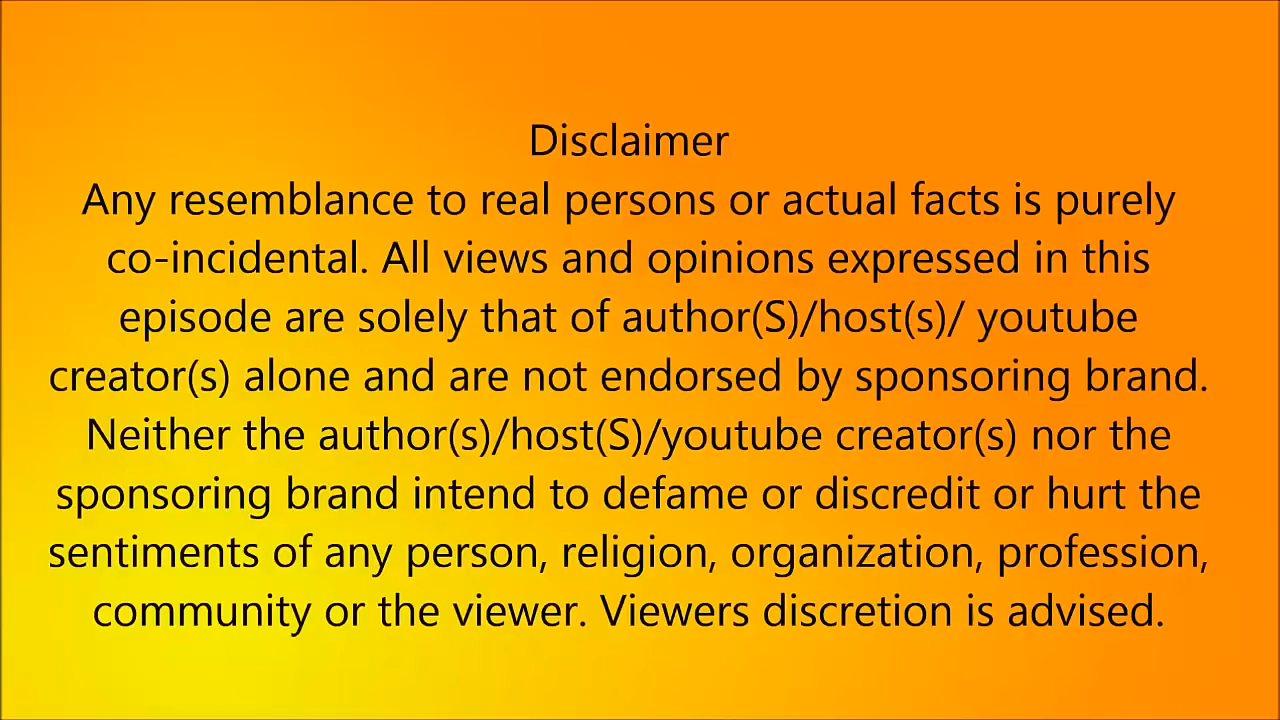 Disclaimer
Any resemblance to real persons or actual facts is purely
co-incidental. All views and opinions expressed in this
episode are solely that of author(S)/host(s)/ youtube
creator(s) alone and are not endorsed by sponsoring brand.
Neither the author(s)/host(S)/youtube creator(s) nor the
sponsoring brand intend to defame or discredit or hurt the
sentiments of any person, religion, organization, profession,
community or the viewer. Viewers discretion is advised.